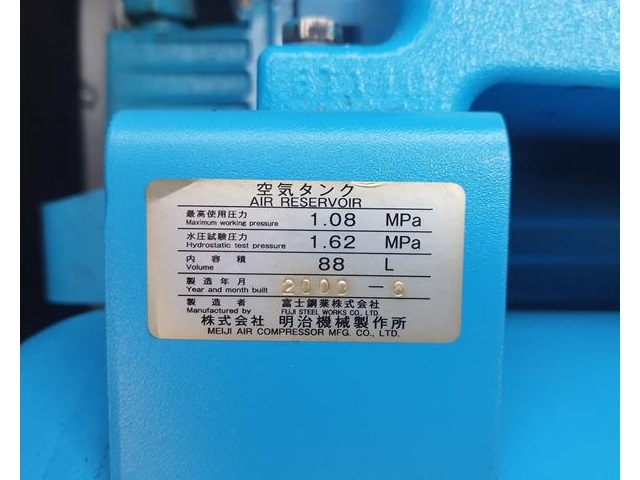 空気タンク
AIR RESERVOIR
最高使用圧力 1.08 MPa
Maximum working pressure
水圧試験圧力 1.62 MPa
Hydrostatic test pressure
内容積 88 L
Volume
製造年月 2000-6
Year and month built
製造者 富士鋼業株式会社
Manufactured by FUJI STEEL WORKS CO., LTD.
株式会社 明治機械製作所
MEIJI AIR COMPRESSOR MFG. CO., LTD.